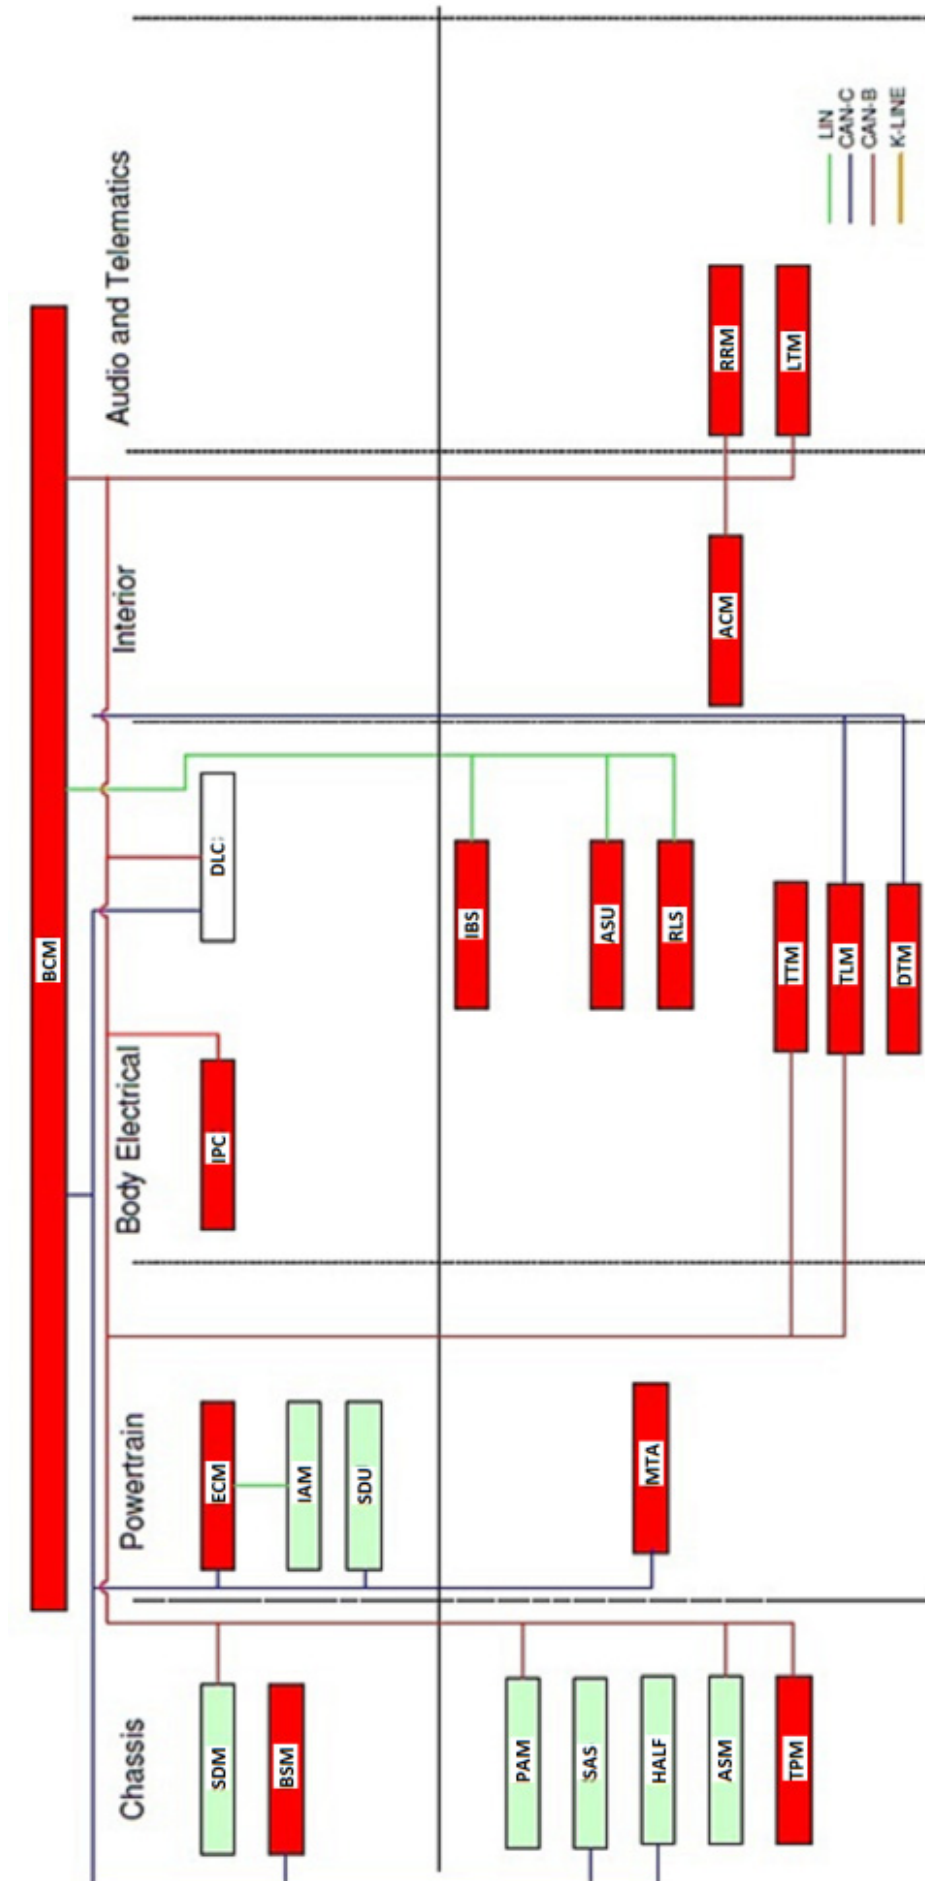 BCM
Chassis
Powertrain
Body Electrical
Interior
Audio and Telematics
SDM
ECM
IPC
DLC
BSM
IAM
SDU
IBS
PAM
SAS
ASU
MTA
HALF
RLS
ASM
ACM
RRM
TPM
TTM
LTM
TLM
DTM
LIN
CAN-C
CAN-B
K-LINE